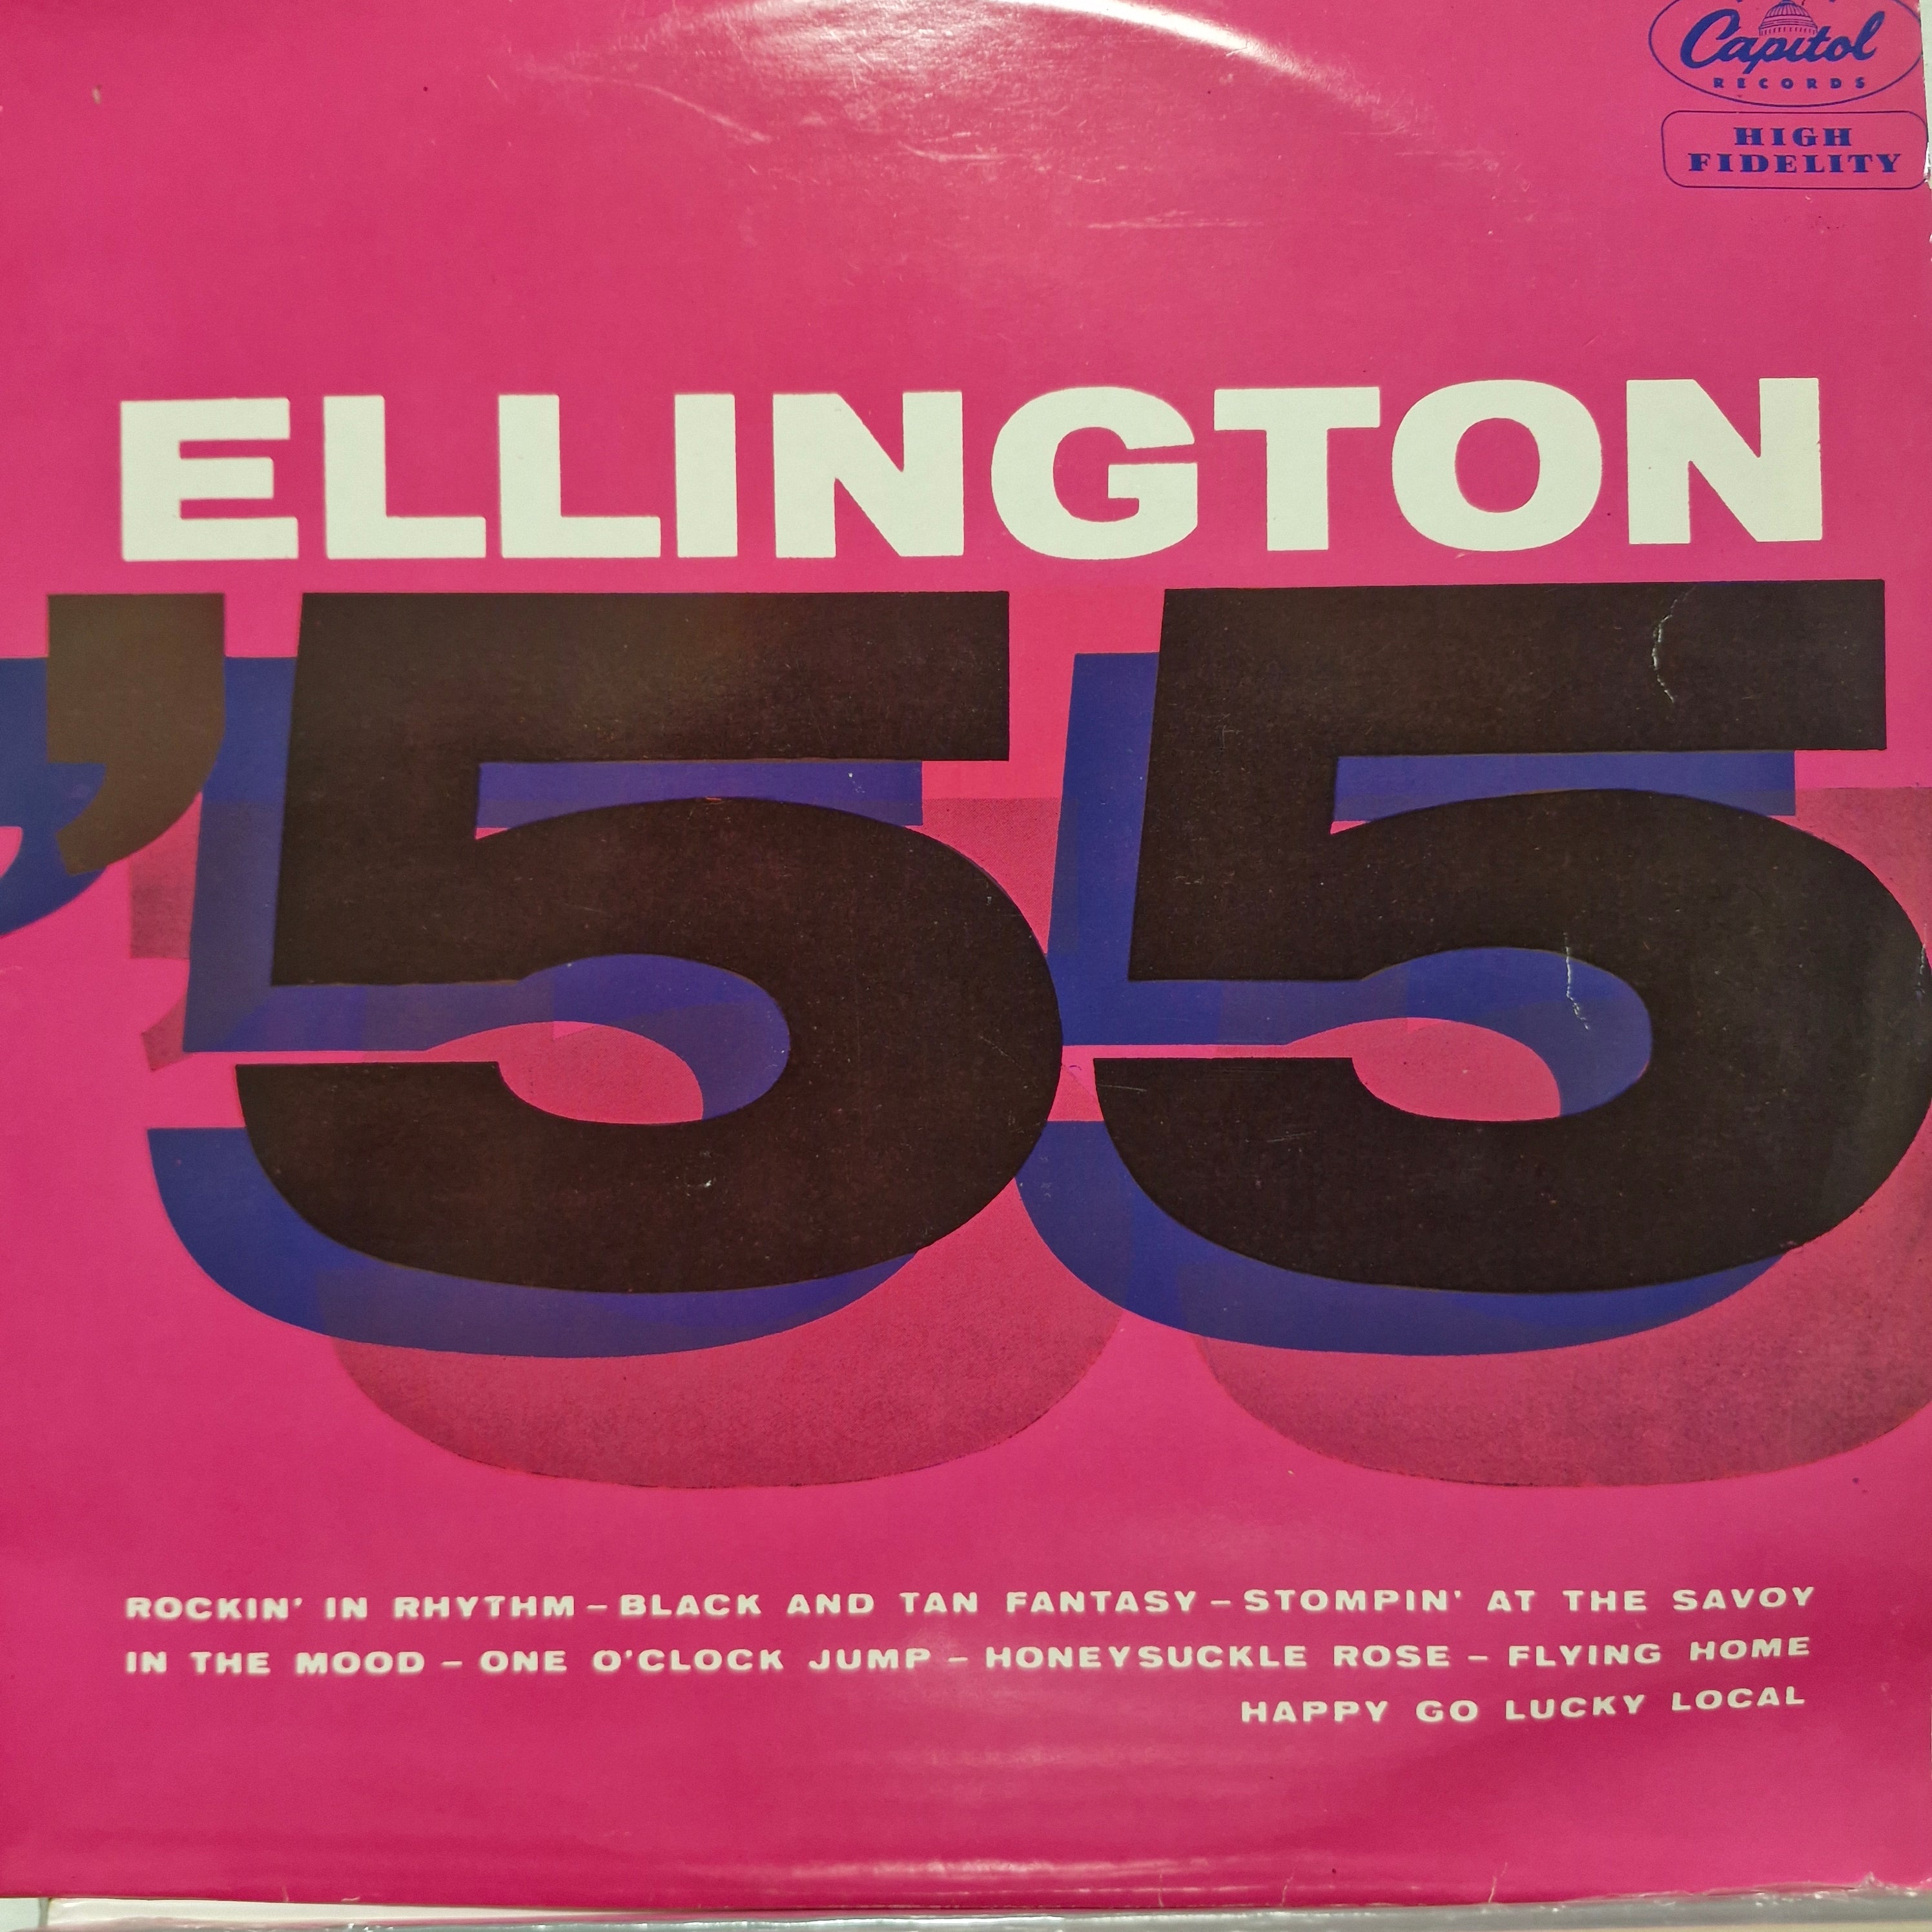 Capitol
RECORDS
HIGH
FIDELITY
ELLINGTON
'55
ROCKIN' IN RHYTHM – BLACK AND TAN FANTASY – STOMPIN' AT THE SAVOY
IN THE MOOD – ONE O'CLOCK JUMP – HONEYSUCKLE ROSE – FLYING HOME
HAPPY GO LUCKY LOCAL